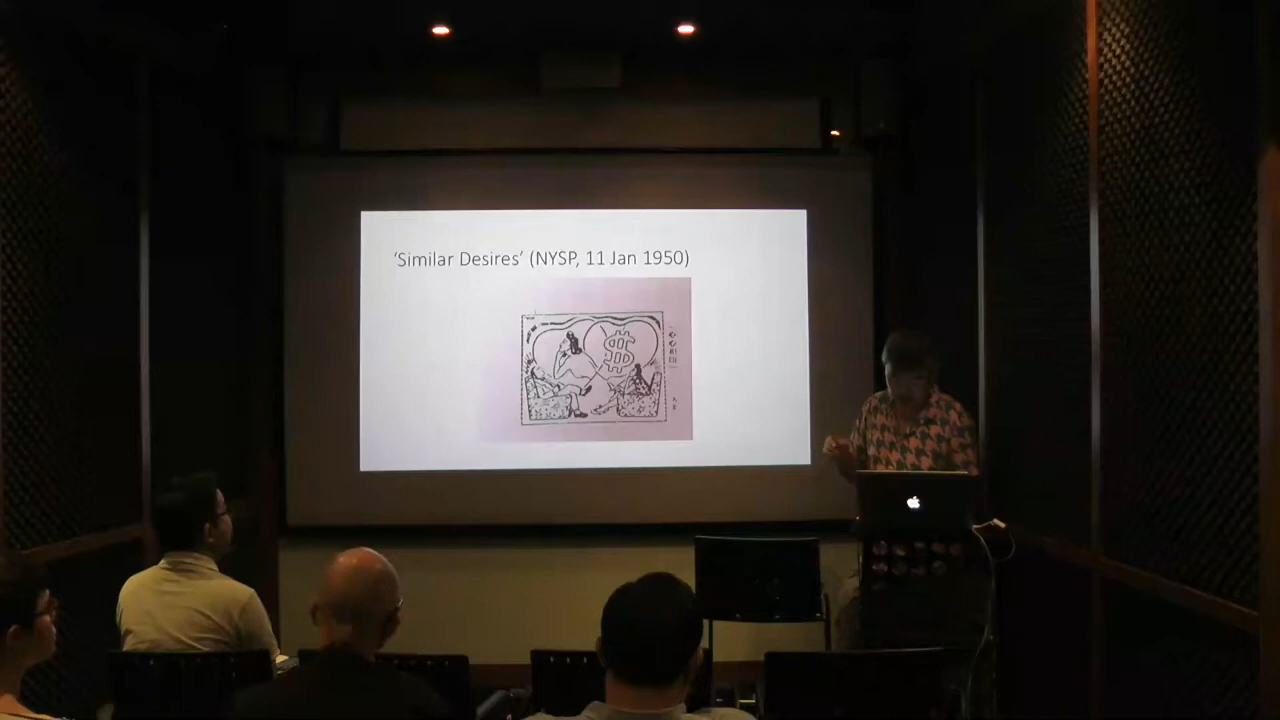 ‘Similar Desires’ (NYSP, 11 Jan 1950)